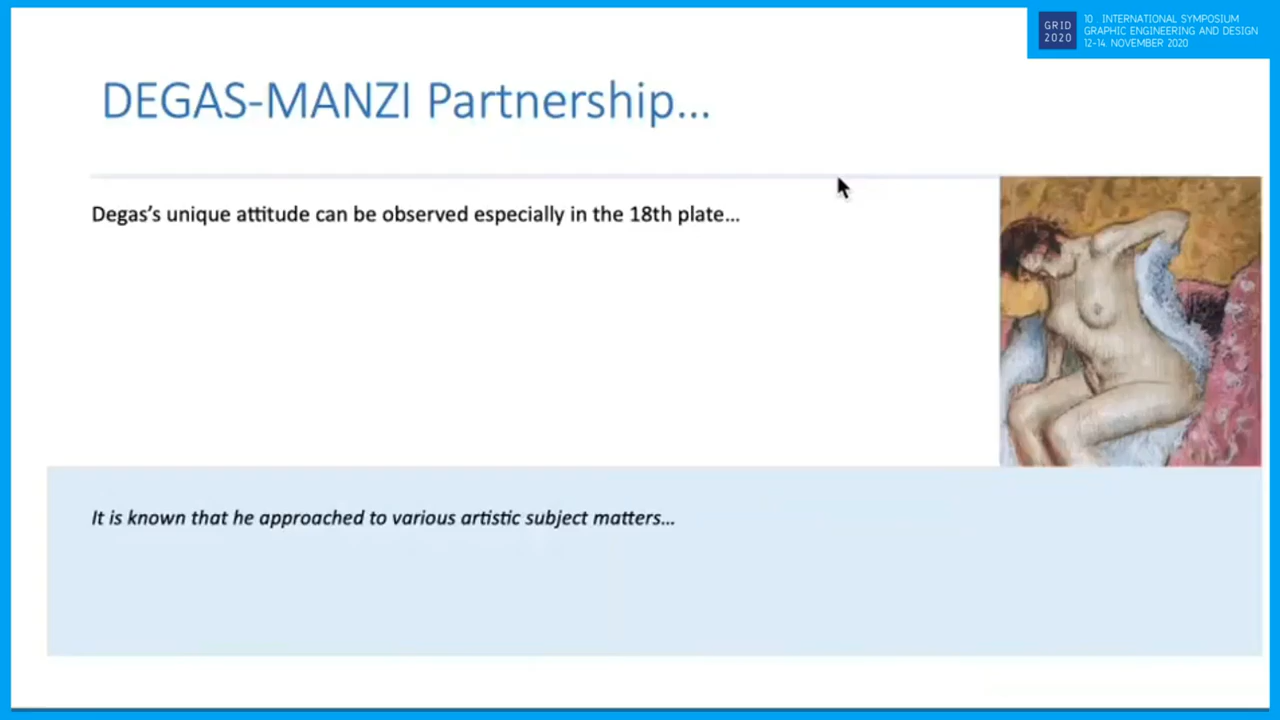 GRID
2020
10 . INTERNATIONAL SYMPOSIUM
GRAPHIC ENGINEERING AND DESIGN
12-14. NOVEMBER 2020
DEGAS-MANZI Partnership...
Degas's unique attitude can be observed especially in the 18th plate...
It is known that he approached to various artistic subject matters...